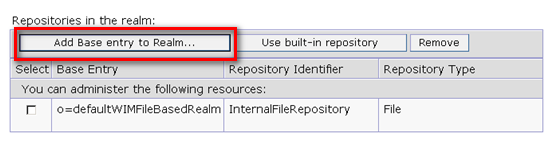 Repositories in the realm:
Add Base entry to Realm... Use built-in repository Remove
Select Base Entry Repository Identifier Repository Type
You can administer the following resources:
o=defaultWIMFileBasedRealm InternalFileRepository File